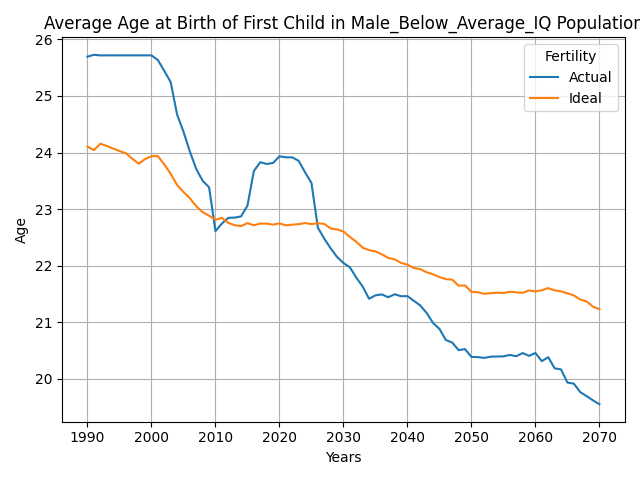 Average Age at Birth of First Child in Male_Below_Average_IQ Population
Fertility
Actual
Ideal
26
25
24
23
22
21
20
Age
1990 2000 2010 2020 2030 2040 2050 2060 2070
Years